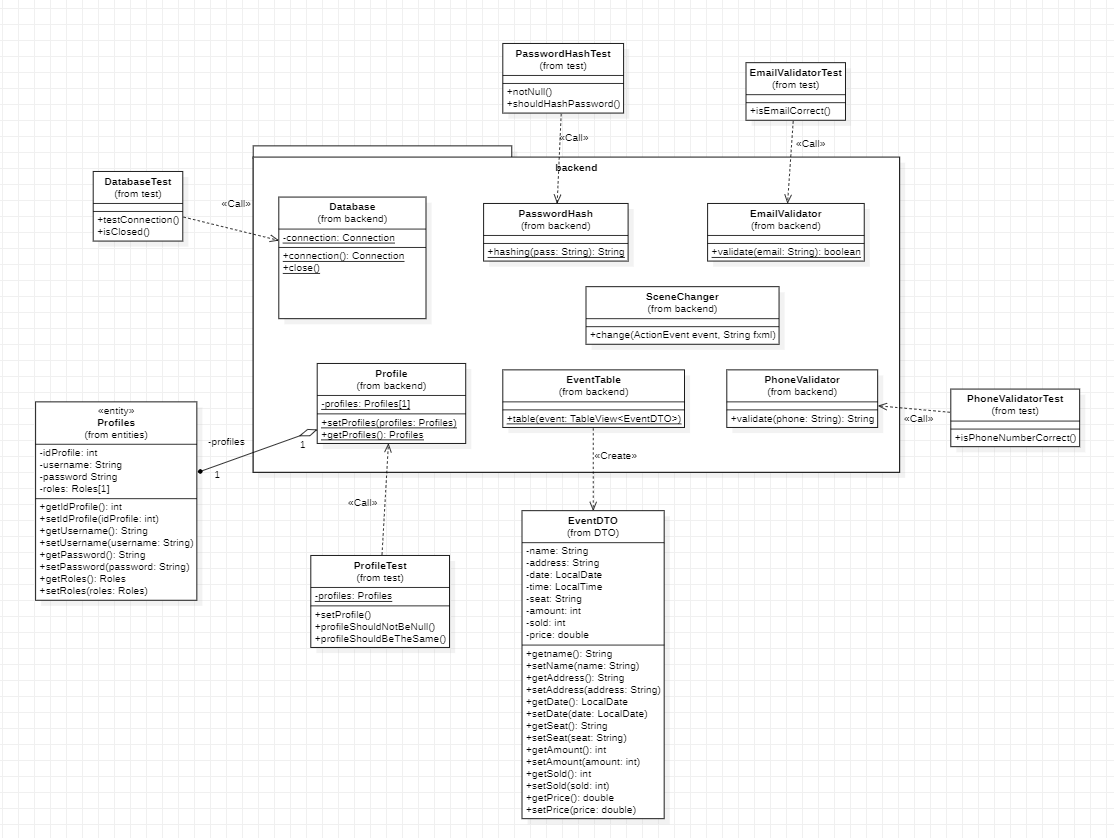 PasswordHashTest
(from test)
+notNull()
+shouldHashPassword()
EmailValidatorTest
(from test)
+isEmailCorrect()
«Call»
«Call»
backend
DatabaseTest
(from test)
+testConnection()
+isClosed()
«Call»
Database
(from backend)
-connection: Connection
+connection(): Connection
+close()
PasswordHash
(from backend)
+hashing(pass: String): String
EmailValidator
(from backend)
+validate(email: String): boolean
SceneChanger
(from backend)
+change(ActionEvent event, String fxml)
Profile
(from backend)
-profiles: Profiles[1]
+setProfiles(profiles: Profiles)
+getProfiles(): Profiles
EventTable
(from backend)
+table(event: TableView<EventDTO>)
PhoneValidator
(from backend)
+validate(phone: String): String
«Call»
PhoneValidatorTest
(from test)
+isPhoneNumberCorrect()
«entity»
Profiles
(from entities)
-idProfile: int
-username: String
-password String
-roles: Roles[1]
+getIdProfile(): int
+setIdProfile(idProfile: int)
+getUsername(): String
+setUsername(username: String)
+getPassword(): String
+setPassword(password: String)
+getRoles(): Roles
+setRoles(roles: Roles)
-profiles
1
1
«Create»
«Call»
ProfileTest
(from test)
-profiles: Profiles
+setProfile()
+profileShouldNotBeNull()
+profileShouldBeTheSame()
EventDTO
(from DTO)
-name: String
-address: String
-date: LocalDate
-time: LocalTime
-seat: String
-amount: int
-sold: int
-price: double
+getname(): String
+setName(name: String)
+getAddress(): String
+setAddress(address: String)
+getDate(): LocalDate
+setDate(date: LocalDate)
+getSeat(): String
+setSeat(seat: String)
+getAmount(): int
+setAmount(amount: int)
+getSold(): int
+setSold(sold: int)
+getPrice(): double
+setPrice(price: double)